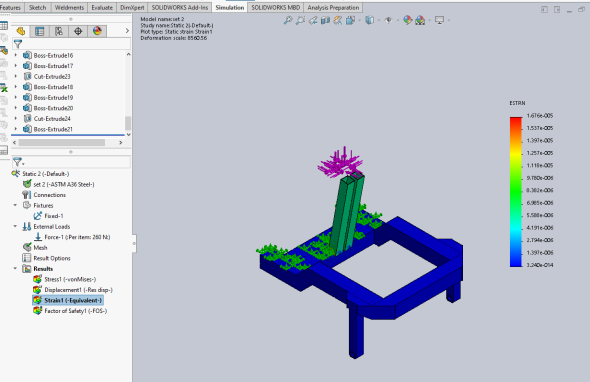 Features Sketch Weldments Evaluate DimXpert SOLIDWORKS Add-Ins Simulation SOLIDWORKS MBD Analysis Preparation
Model name:set 2
Study name:Static 2(-Default-)
Plot type: Static strain Strain1
Boss-Extrude16
Boss-Extrude17
Cut-Extrude23
Boss-Extrude18
Boss-Extrude19
Boss-Extrude20
Cut-Extrude24
Boss-Extrude21
Static 2 (-Default-)
set 2 (-ASTM A36 Steel-)
Connections
Fixtures
Fixed-1
External Loads
Force-1 (:Per item: 260 N:)
Mesh
Result Options
Results
Stress1 (-vonMises-)
Displacement1 (-Res disp-)
Strain1 (-Equivalent-)
Factor of Safety1 (-FOS-)
ESTRN
1.676e-005
1.537e-005
1.397e-005
1.257e-005
1.118e-005
9.780e-006
8.382e-006
6.985e-006
5.588e-006
4.191e-006
2.794e-006
1.397e-006
3.240e-014